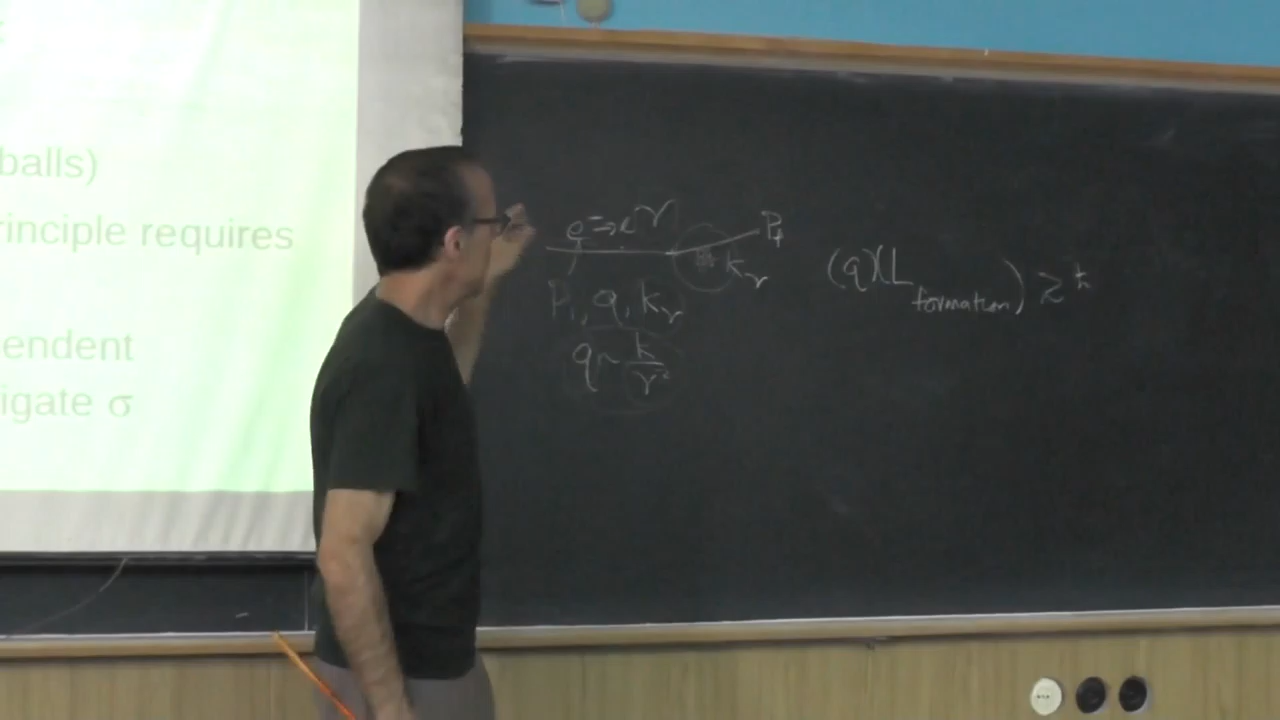 balls)
rinciple requires
endent
igate σ
e⁻→eγ
P_f
k_γ
P_i, q, k_γ
q ~ k/γ²
(q)(L_formation) ≥ ħ